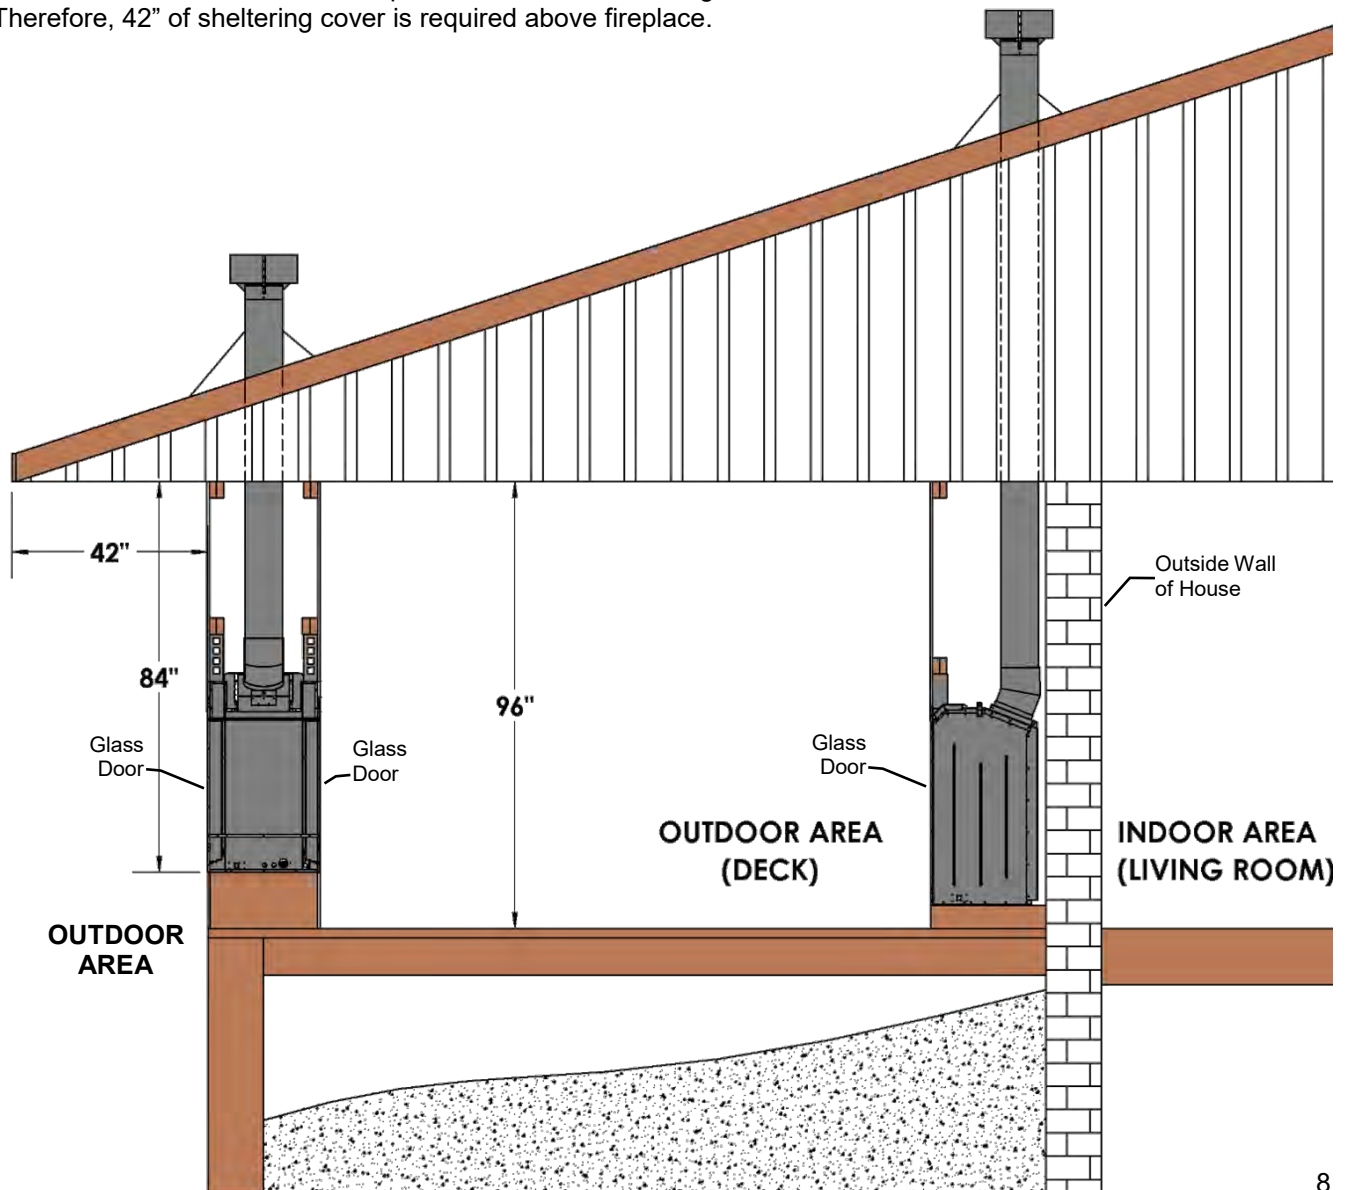 Therefore, 42” of sheltering cover is required above fireplace.
42"
84"
96"
Outside Wall
of House
Glass
Door
Glass
Door
Glass
Door
OUTDOOR AREA
(DECK)
INDOOR AREA
(LIVING ROOM)
OUTDOOR
AREA
8